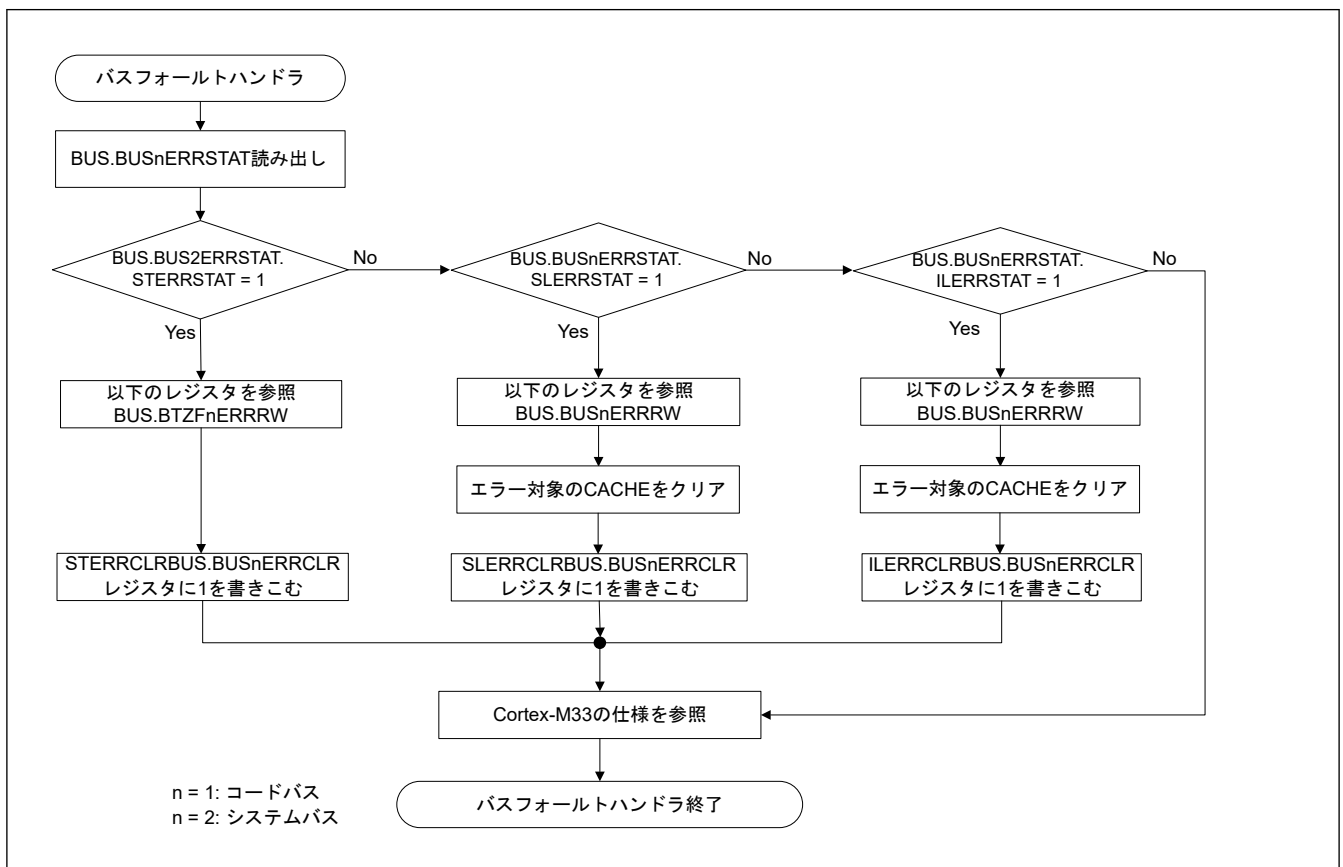 バスフォールトハンドラ
BUS.BUSnERRSTAT読み出し
BUS.BUS2ERRSTAT.
STERRSTAT = 1
No
BUS.BUSnERRSTAT.
SLERRSTAT = 1
No
BUS.BUSnERRSTAT.
ILERRSTAT = 1
No
Yes
Yes
Yes
以下のレジスタを参照
BUS.BTZFnERRRW
以下のレジスタを参照
BUS.BUSnERRRW
以下のレジスタを参照
BUS.BUSnERRRW
エラー対象のCACHEをクリア
エラー対象のCACHEをクリア
STERRCLRBUS.BUSnERRCLR
レジスタに1を書きこむ
SLERRCLRBUS.BUSnERRCLR
レジスタに1を書きこむ
ILERRCLRBUS.BUSnERRCLR
レジスタに1を書きこむ
Cortex-M33の仕様を参照
バスフォールトハンドラ終了
n = 1: コードバス
n = 2: システムバス